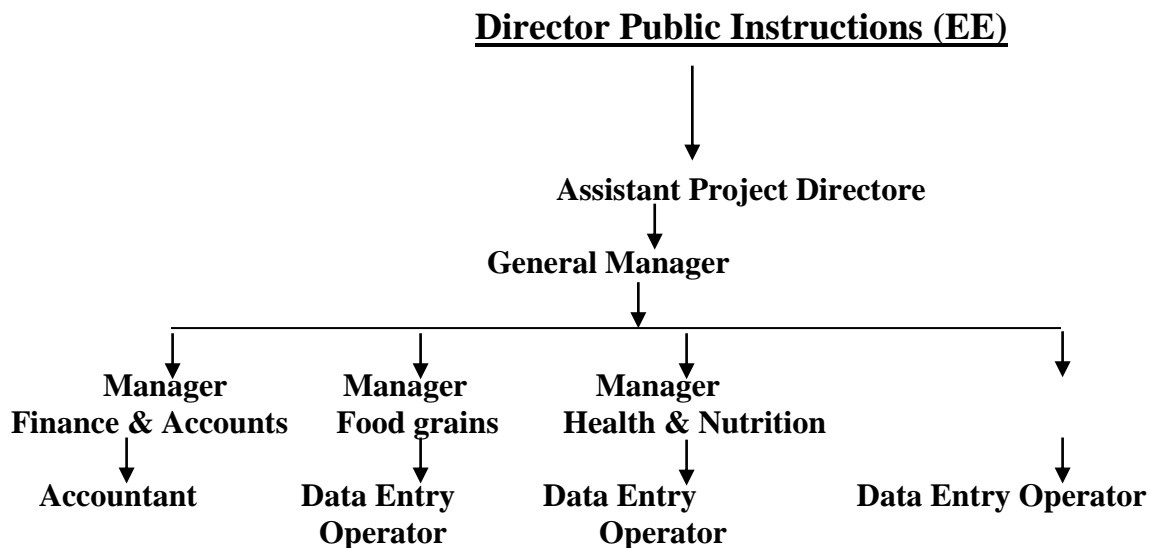 Director Public Instructions (EE)
Assistant Project Directore
General Manager
Manager Manager Manager
Finance & Accounts Food grains Health & Nutrition
Accountant Data Entry Data Entry Data Entry Operator
Operator Operator